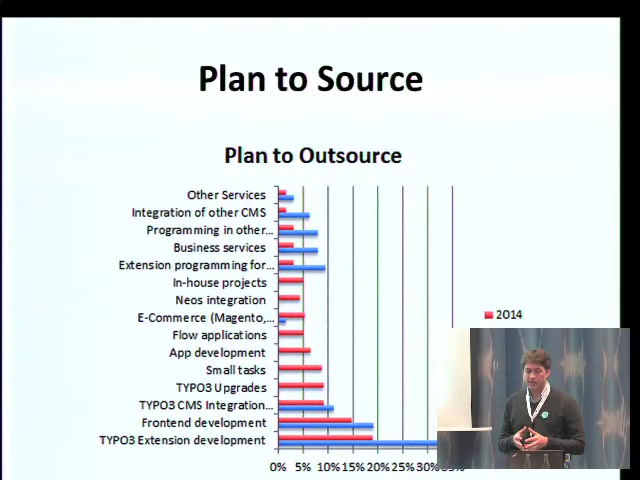 Plan to Source
Plan to Outsource
Other Services
Integration of other CMS
Programming in other...
Business services
Extension programming for...
In-house projects
Neos integration
E-Commerce (Magento,...
Flow applications
App development
Small tasks
TYPO3 Upgrades
TYPO3 CMS Integration...
Frontend development
TYPO3 Extension development
2014
0% 5% 10% 15% 20% 25% 30%